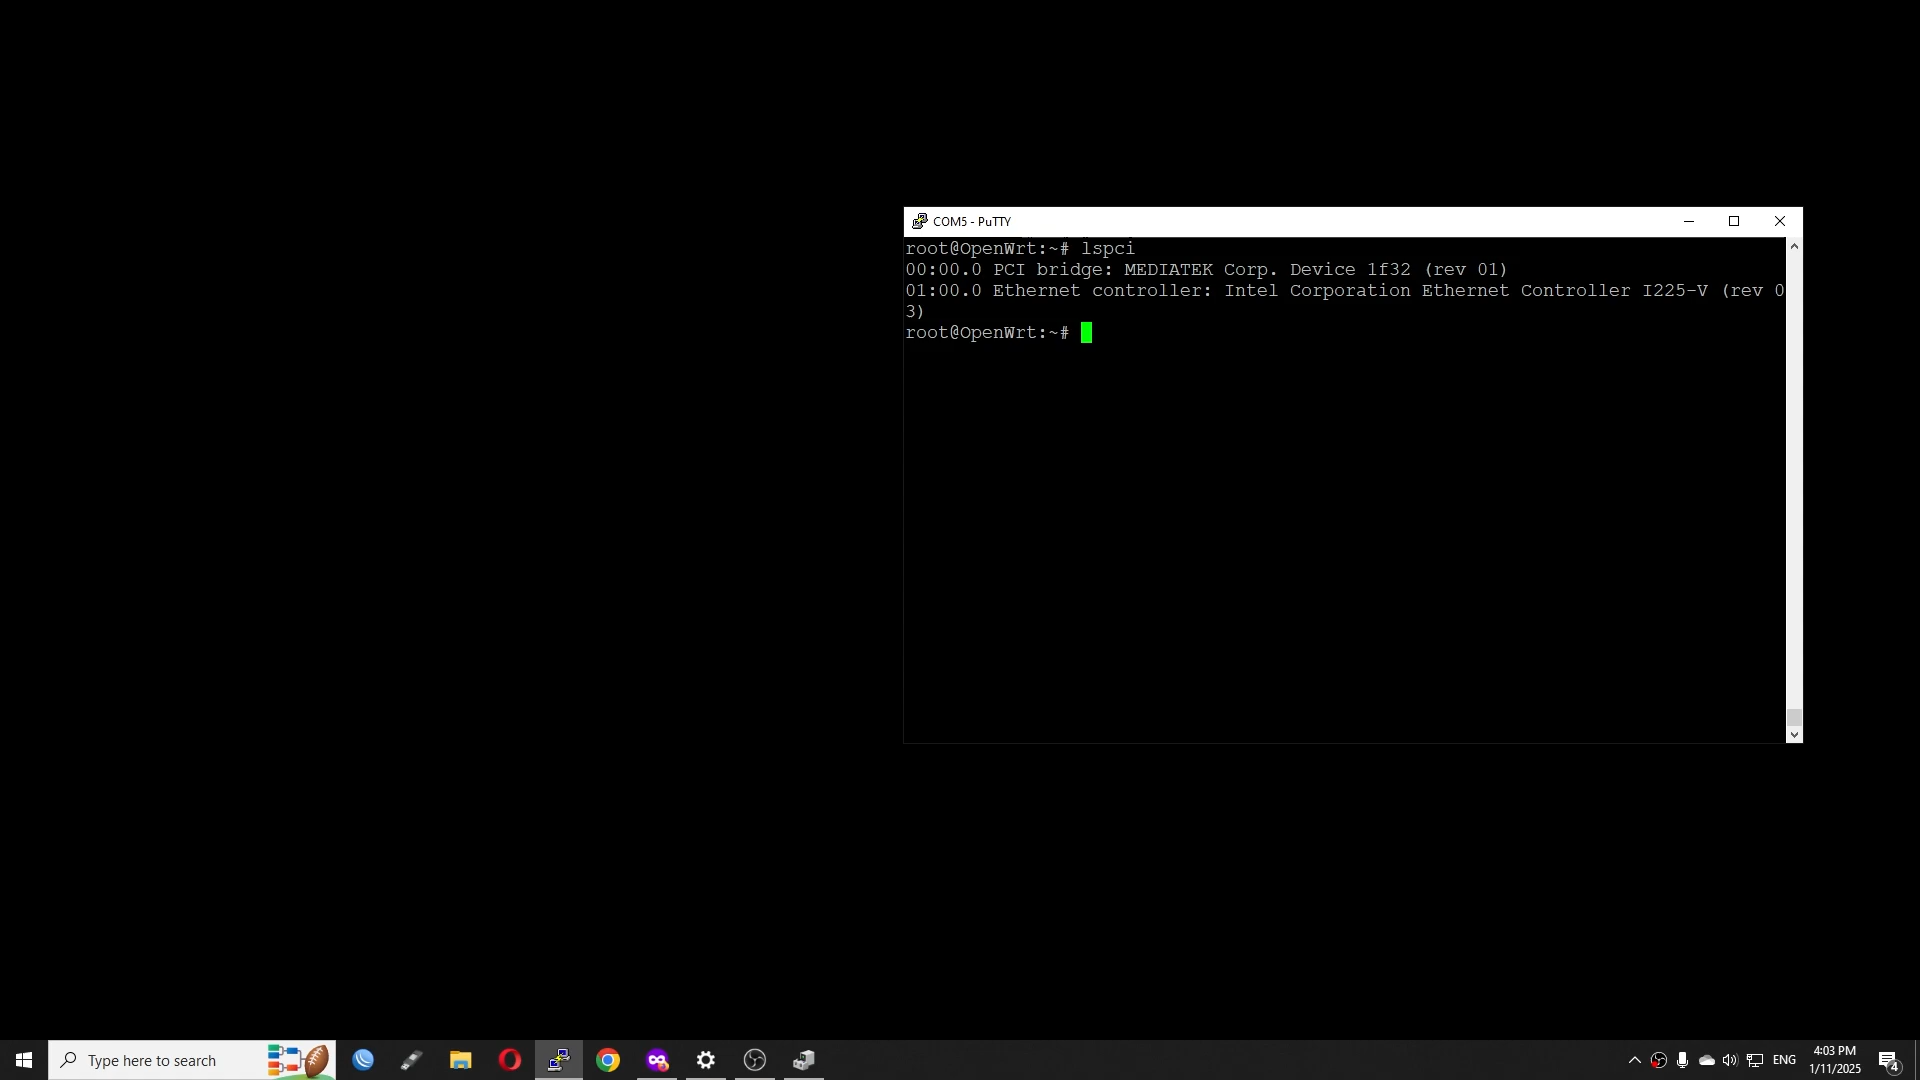 COM5 - PuTTY
root@OpenWrt:~# lspci
00:00.0 PCI bridge: MEDIATEK Corp. Device 1f32 (rev 01)
01:00.0 Ethernet controller: Intel Corporation Ethernet Controller I225-V (rev 0
3)
root@OpenWrt:~#
Type here to search
ENG
4:03 PM
1/11/2025
4